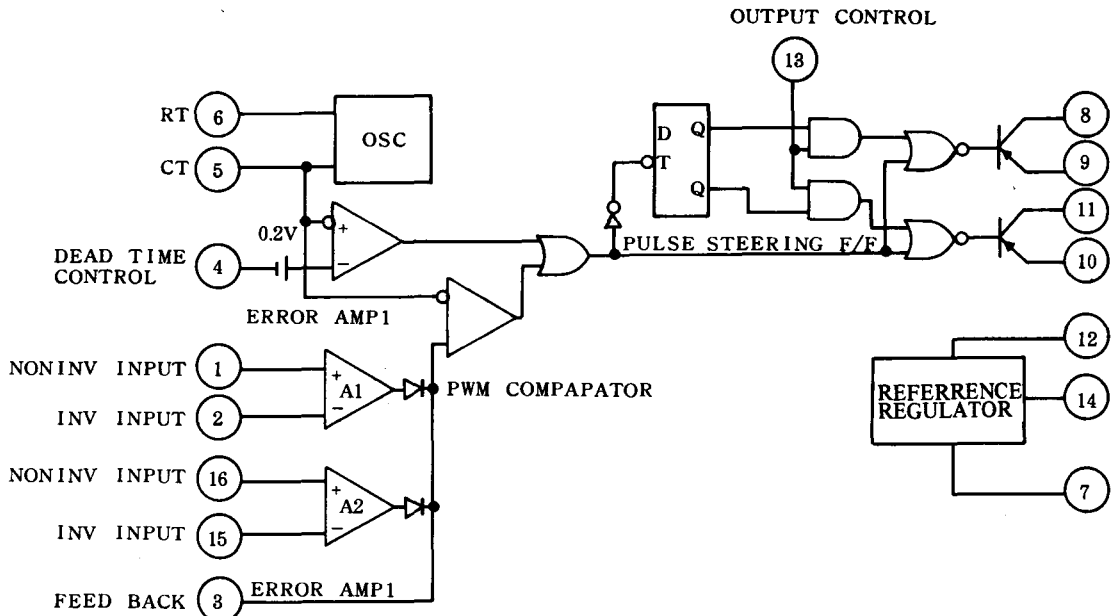 OUTPUT CONTROL
13
RT 6
OSC
CT 5
D Q
T
Q
8
9
11
10
0.2V
+
−
DEAD TIME
CONTROL
4
PULSE STEERING F/F
ERROR AMP1
NONINV INPUT 1
+
A1
−
INV INPUT 2
PWM COMPAPATOR
12
REFERRENCE
REGULATOR
14
7
NONINV INPUT 16
+
A2
−
INV INPUT 15
ERROR AMP1
FEED BACK 3